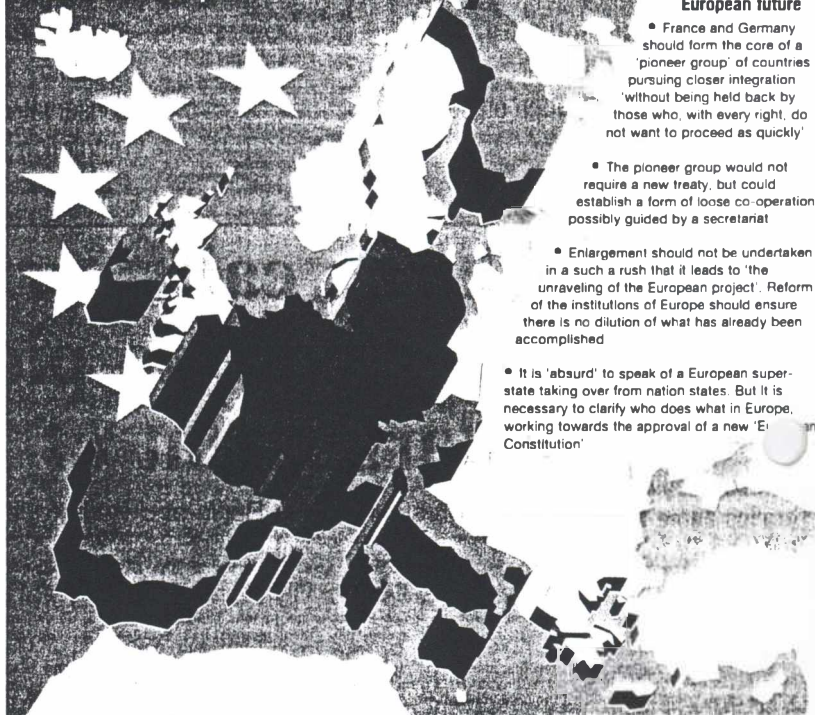 European future
• France and Germany
should form the core of a
'pioneer group' of countries
pursuing closer integration
'without being held back by
those who, with every right, do
not want to proceed as quickly'
• The pioneer group would not
require a new treaty, but could
establish a form of loose co-operation
possibly guided by a secretariat
• Enlargement should not be undertaken
in a such a rush that it leads to 'the
unraveling of the European project'. Reform
of the institutions of Europe should ensure
there is no dilution of what has already been
accomplished
• It is 'absurd' to speak of a European super-
state taking over from nation states. But it is
necessary to clarify who does what in Europe,
working towards the approval of a new
Constitution'